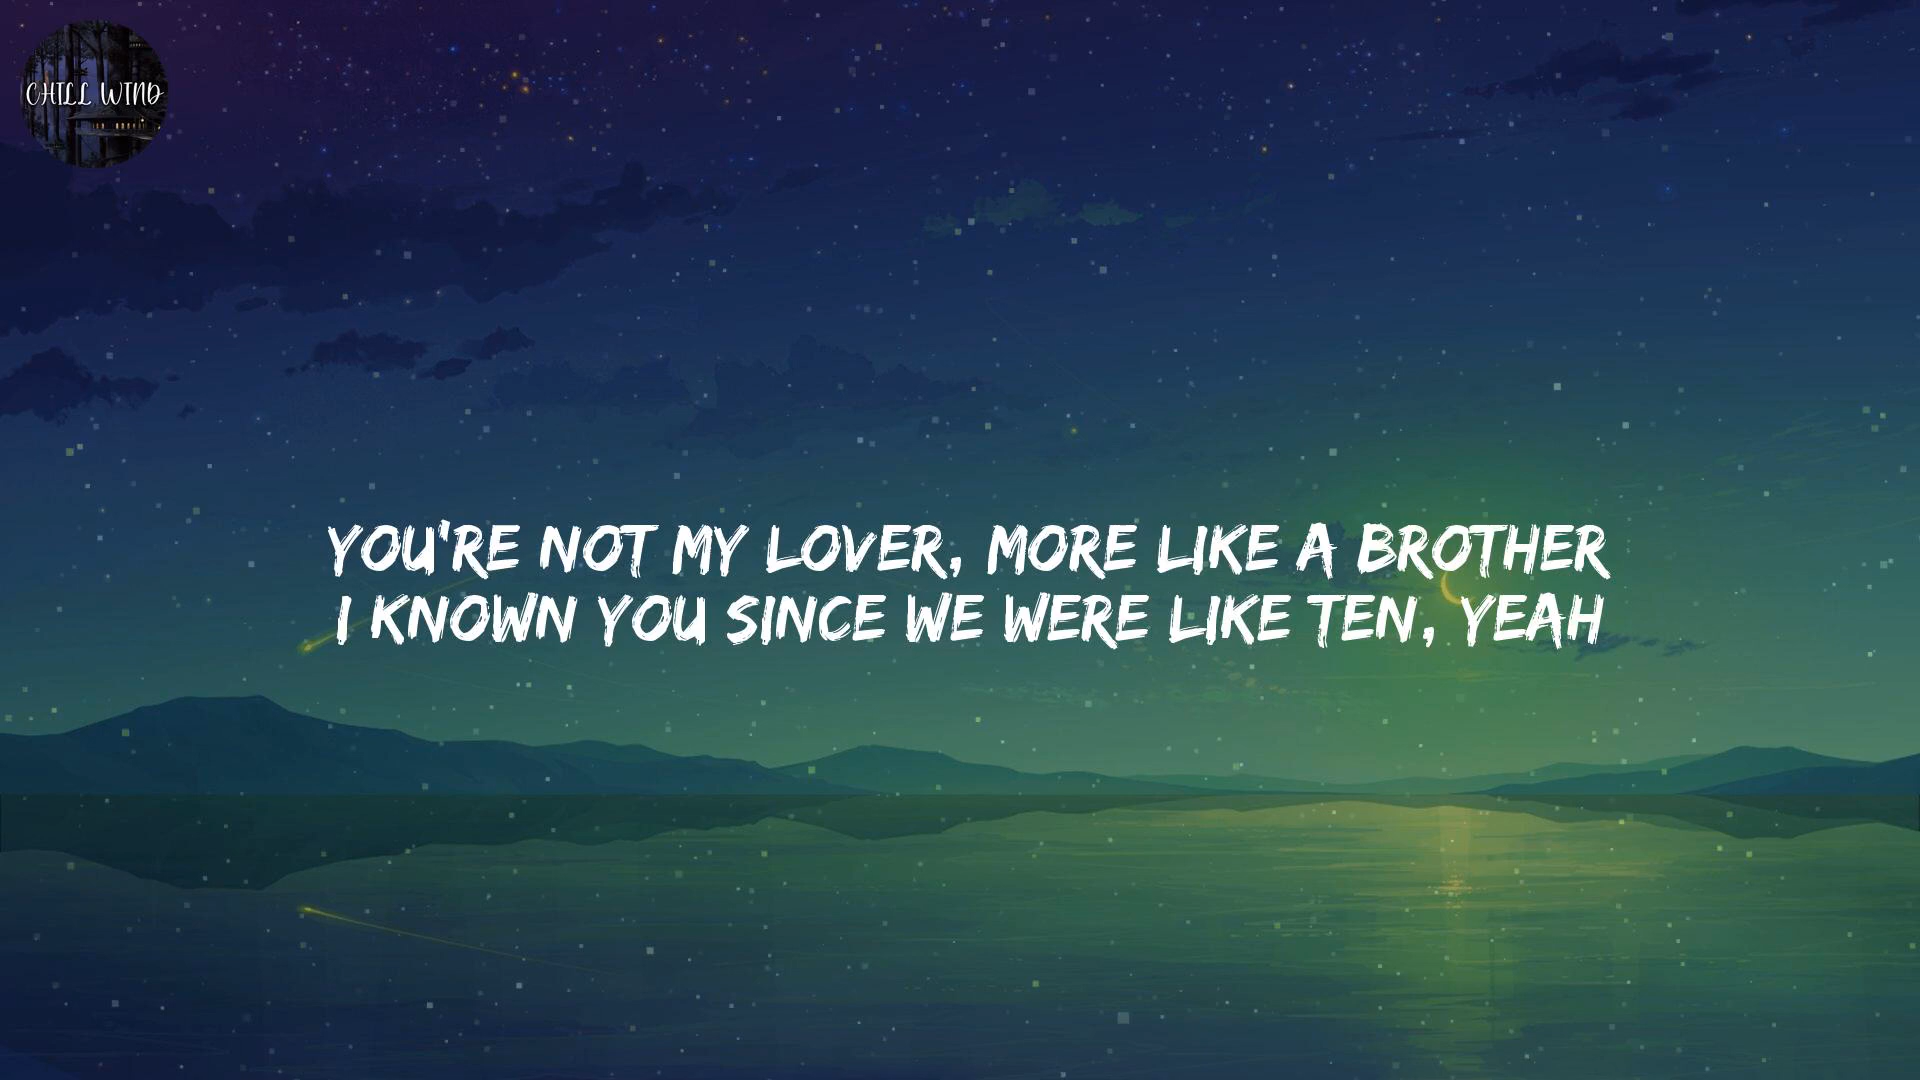 CHILL WIND
YOU'RE NOT MY LOVER, MORE LIKE A BROTHER
I KNOWN YOU SINCE WE WERE LIKE TEN, YEAH